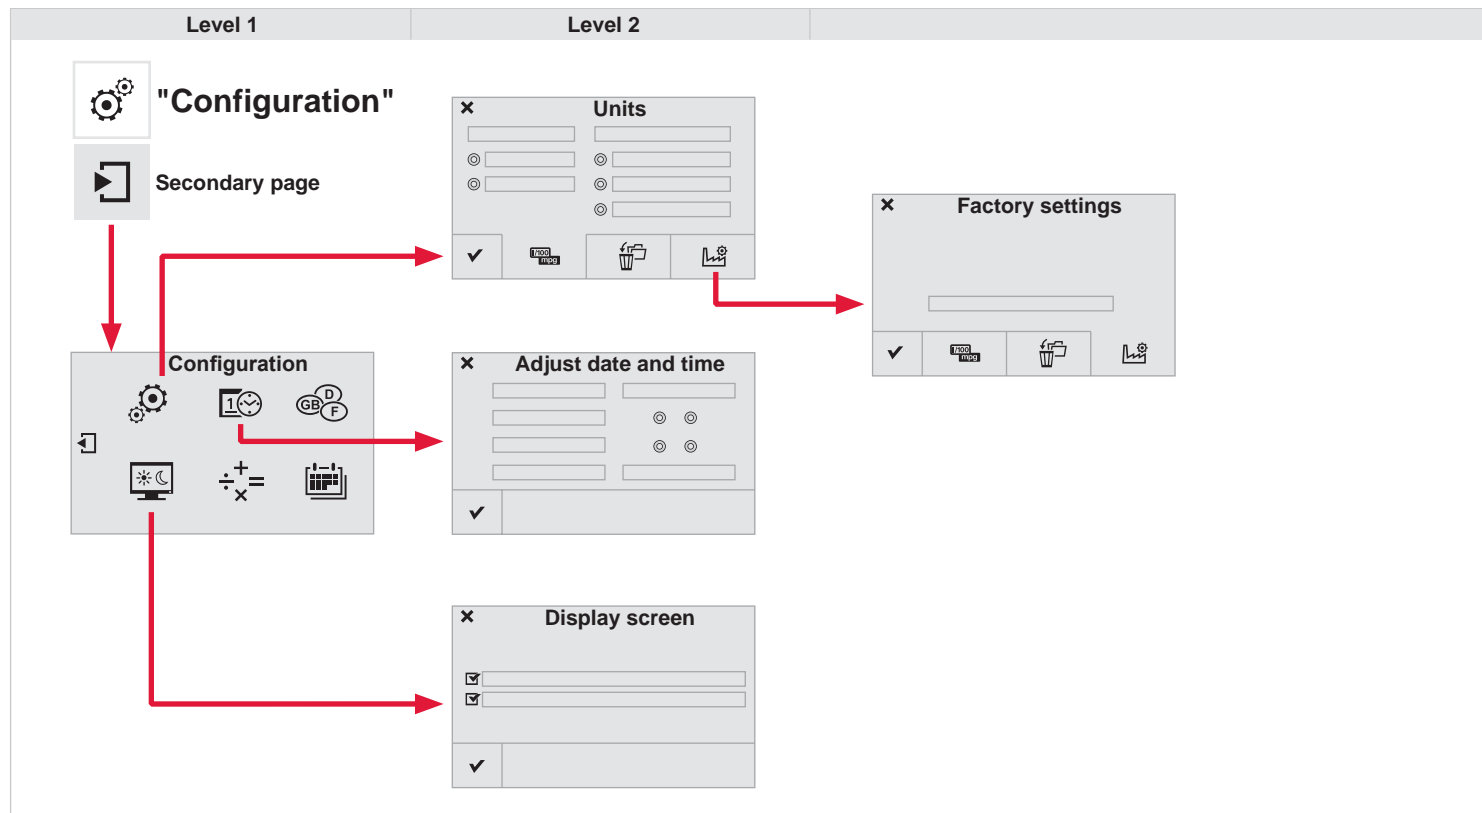 Level 1
Level 2
"Configuration"
Secondary page
Units
l/100
mpg
Factory settings
l/100
mpg
Configuration
1
GB
D
F
Adjust date and time
Display screen